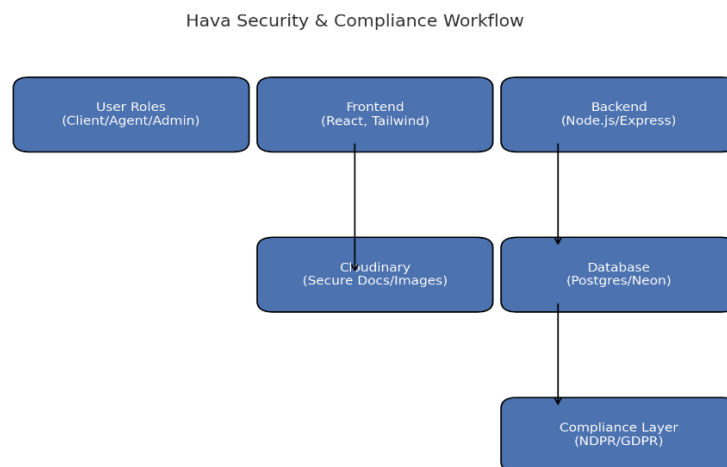 Hava Security & Compliance Workflow
User Roles
(Client/Agent/Admin)
Frontend
(React, Tailwind)
Backend
(Node.js/Express)
Cloudinary
(Secure Docs/Images)
Database
(Postgres/Neon)
Compliance Layer
(NDPR/GDPR)